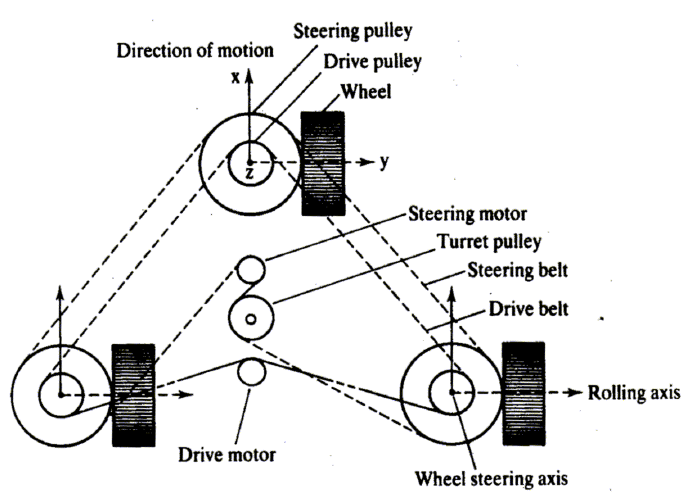 Steering pulley
Direction of motion
Drive pulley
x
Wheel
y
z
Steering motor
Turret pulley
Steering belt
Drive belt
Rolling axis
Drive motor
Wheel steering axis